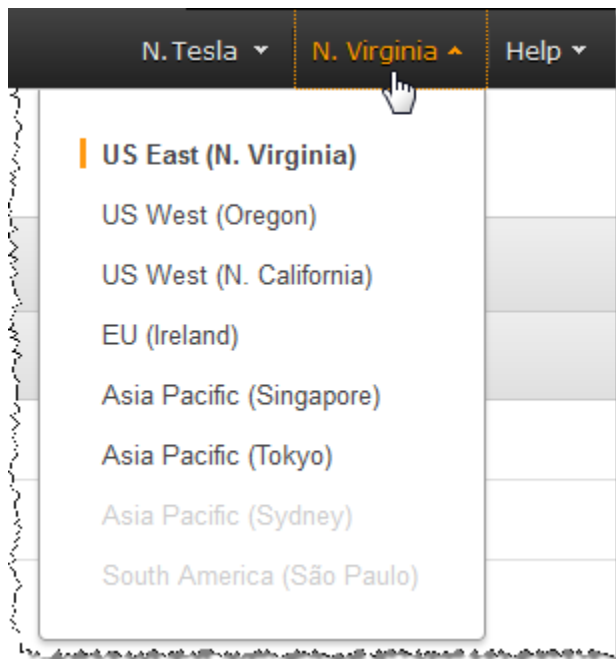 N. Tesla N. Virginia Help
US East (N. Virginia)
US West (Oregon)
US West (N. California)
EU (Ireland)
Asia Pacific (Singapore)
Asia Pacific (Tokyo)
Asia Pacific (Sydney)
South America (São Paulo)